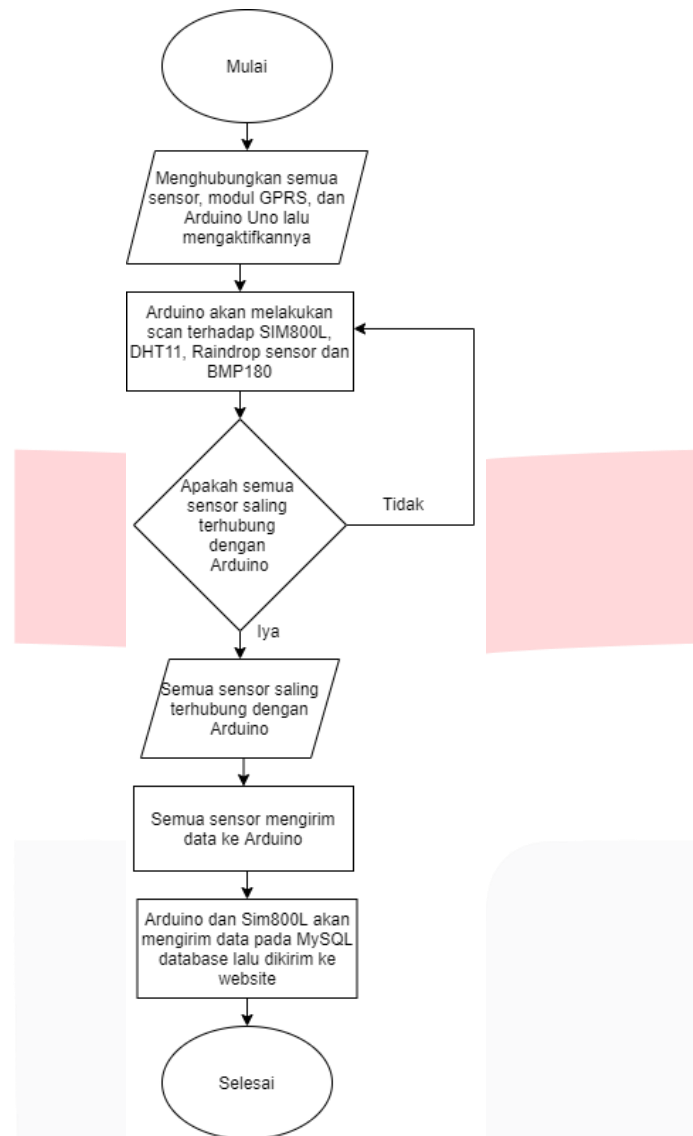 Mulai
Menghubungkan semua
sensor, modul GPRS, dan
Arduino Uno lalu
mengaktifkannya
Arduino akan melakukan
scan terhadap SIM800L,
DHT11, Raindrop sensor dan
BMP180
Apakah semua
sensor saling
terhubung
dengan
Arduino
Tidak
Iya
Semua sensor saling
terhubung dengan
Arduino
Semua sensor mengirim
data ke Arduino
Arduino dan Sim800L akan
mengirim data pada MySQL
database lalu dikirim ke
website
Selesai